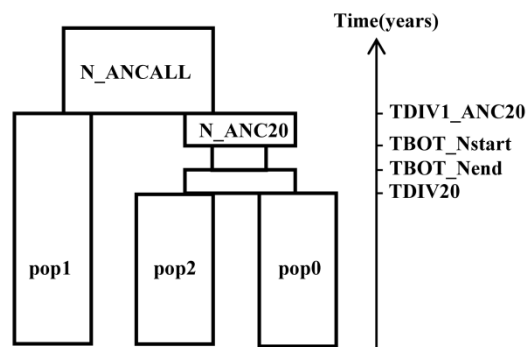 Time(years)
N_ANCALL
TDIV1_ANC20
N_ANC20
TBOT_Nstart
TBOT_Nend
TDIV20
pop1
pop2
pop0